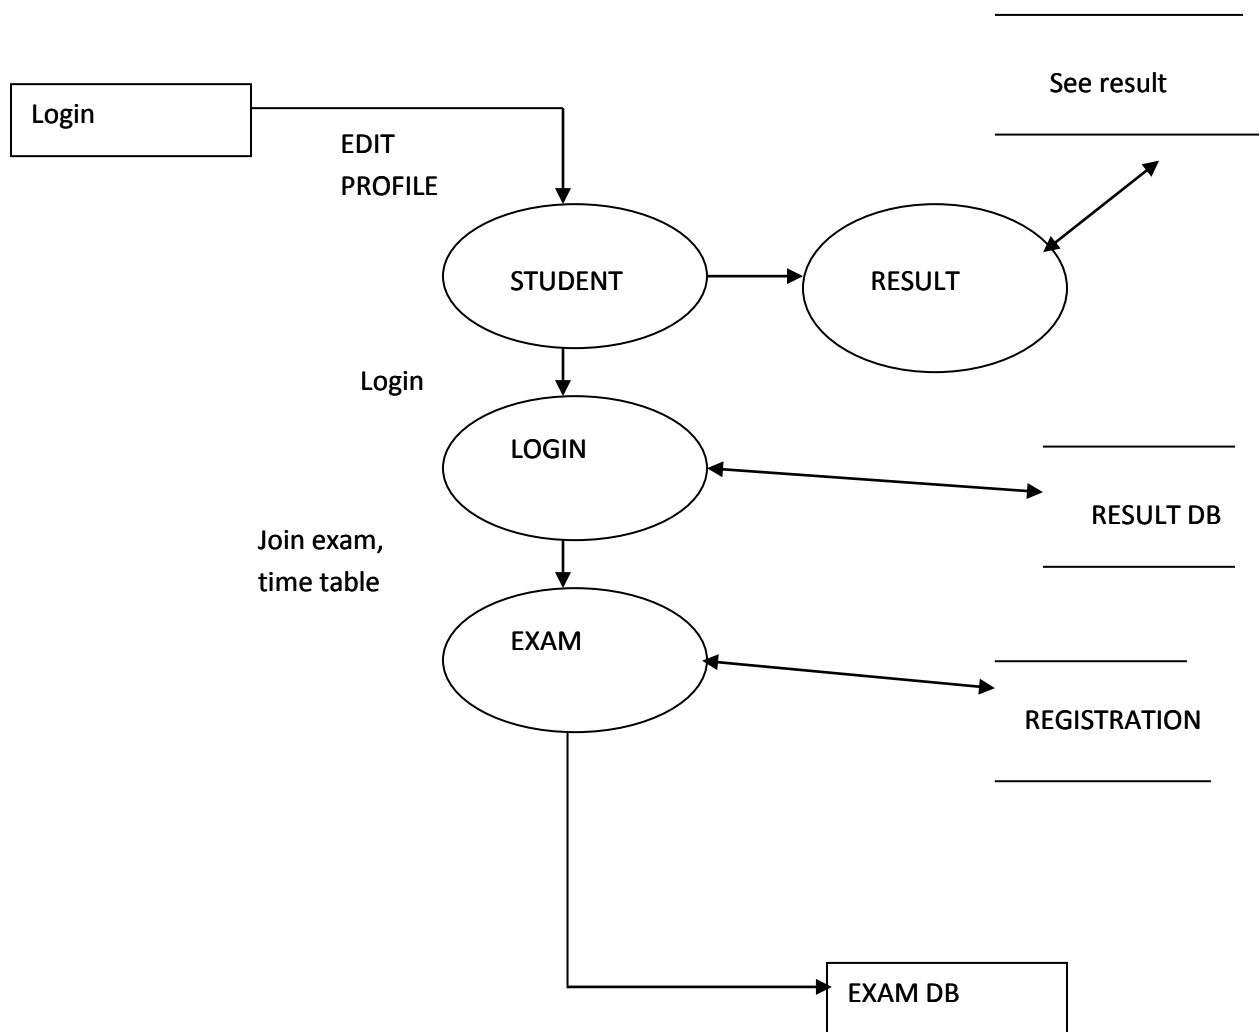 See result
Login
EDIT
PROFILE
STUDENT
RESULT
Login
LOGIN
RESULT DB
Join exam,
time table
EXAM
REGISTRATION
EXAM DB